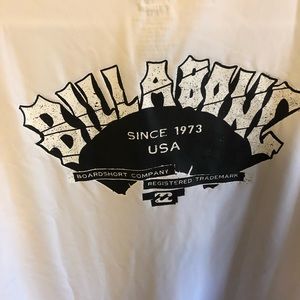 BILLABONG
SINCE 1973
USA
BOARDSHORT COMPANY
REGISTERED TRADEMARK